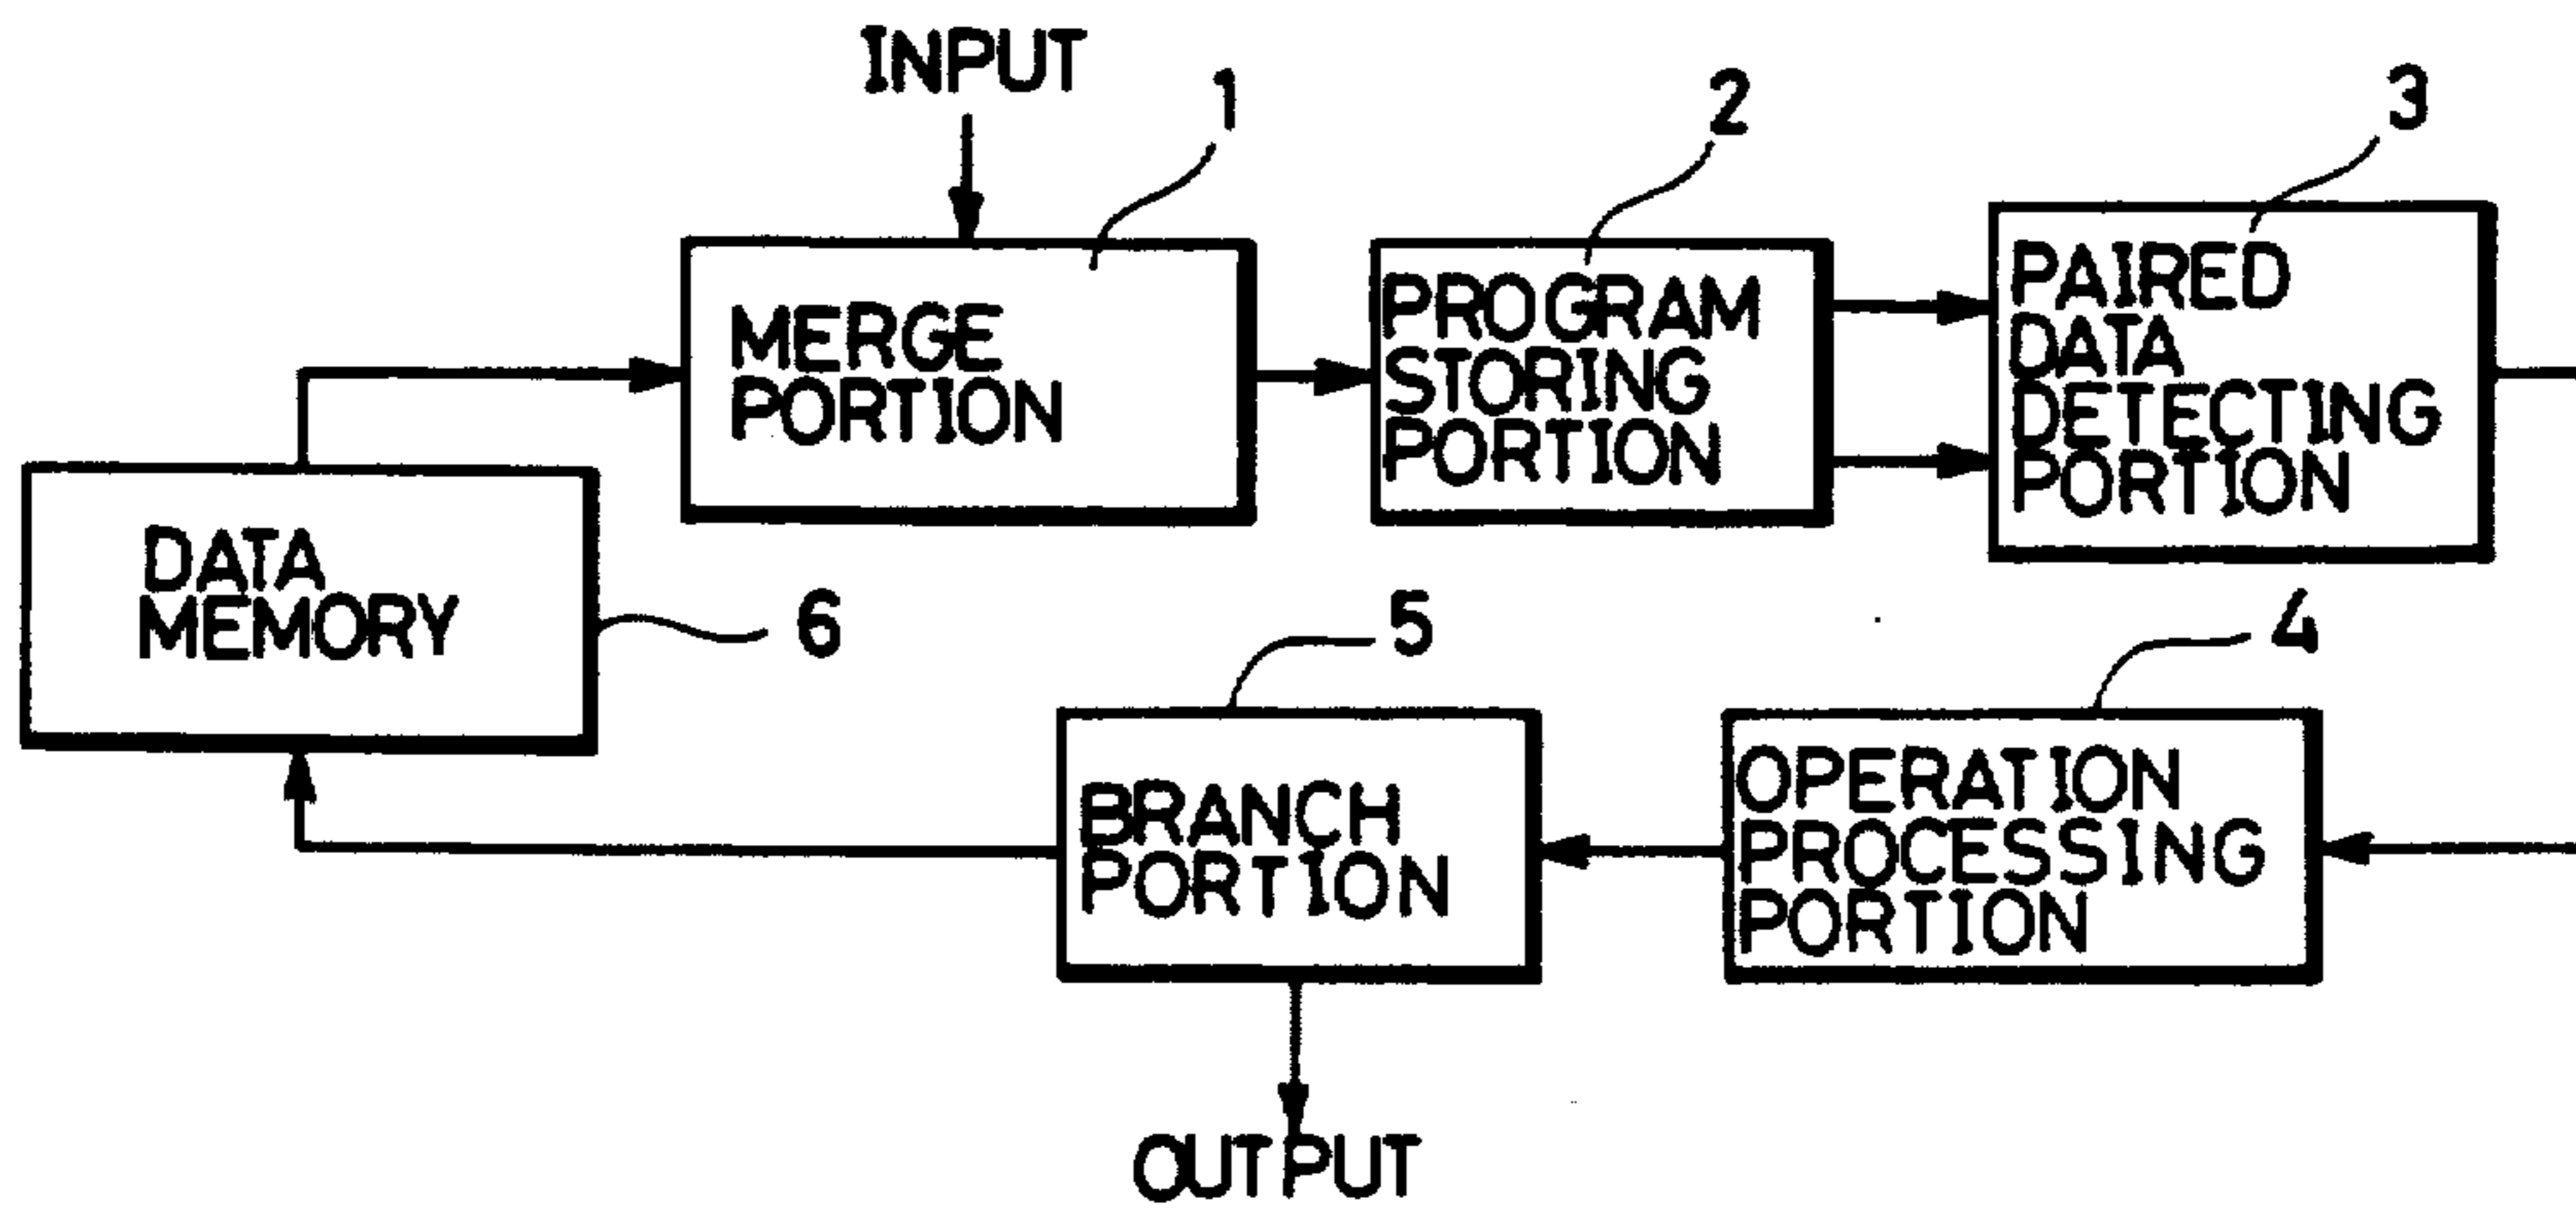 INPUT
1
2
3
MERGE
PORTION
PROGRAM
STORING
PORTION
PAIRED
DATA
DETECTING
PORTION
DATA
MEMORY
6
5
4
BRANCH
PORTION
OPERATION
PROCESSING
PORTION
OUTPUT